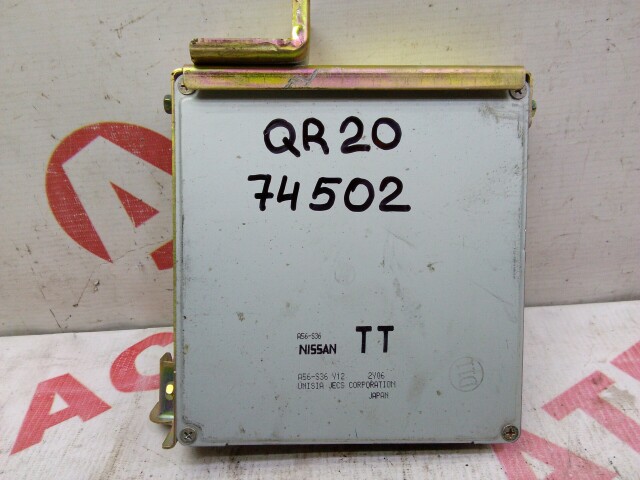 QR20
74502
A56-S36
NISSAN TT
A56-S36 Y12 2Y06
UNISIA JECS CORPORATION
JAPAN